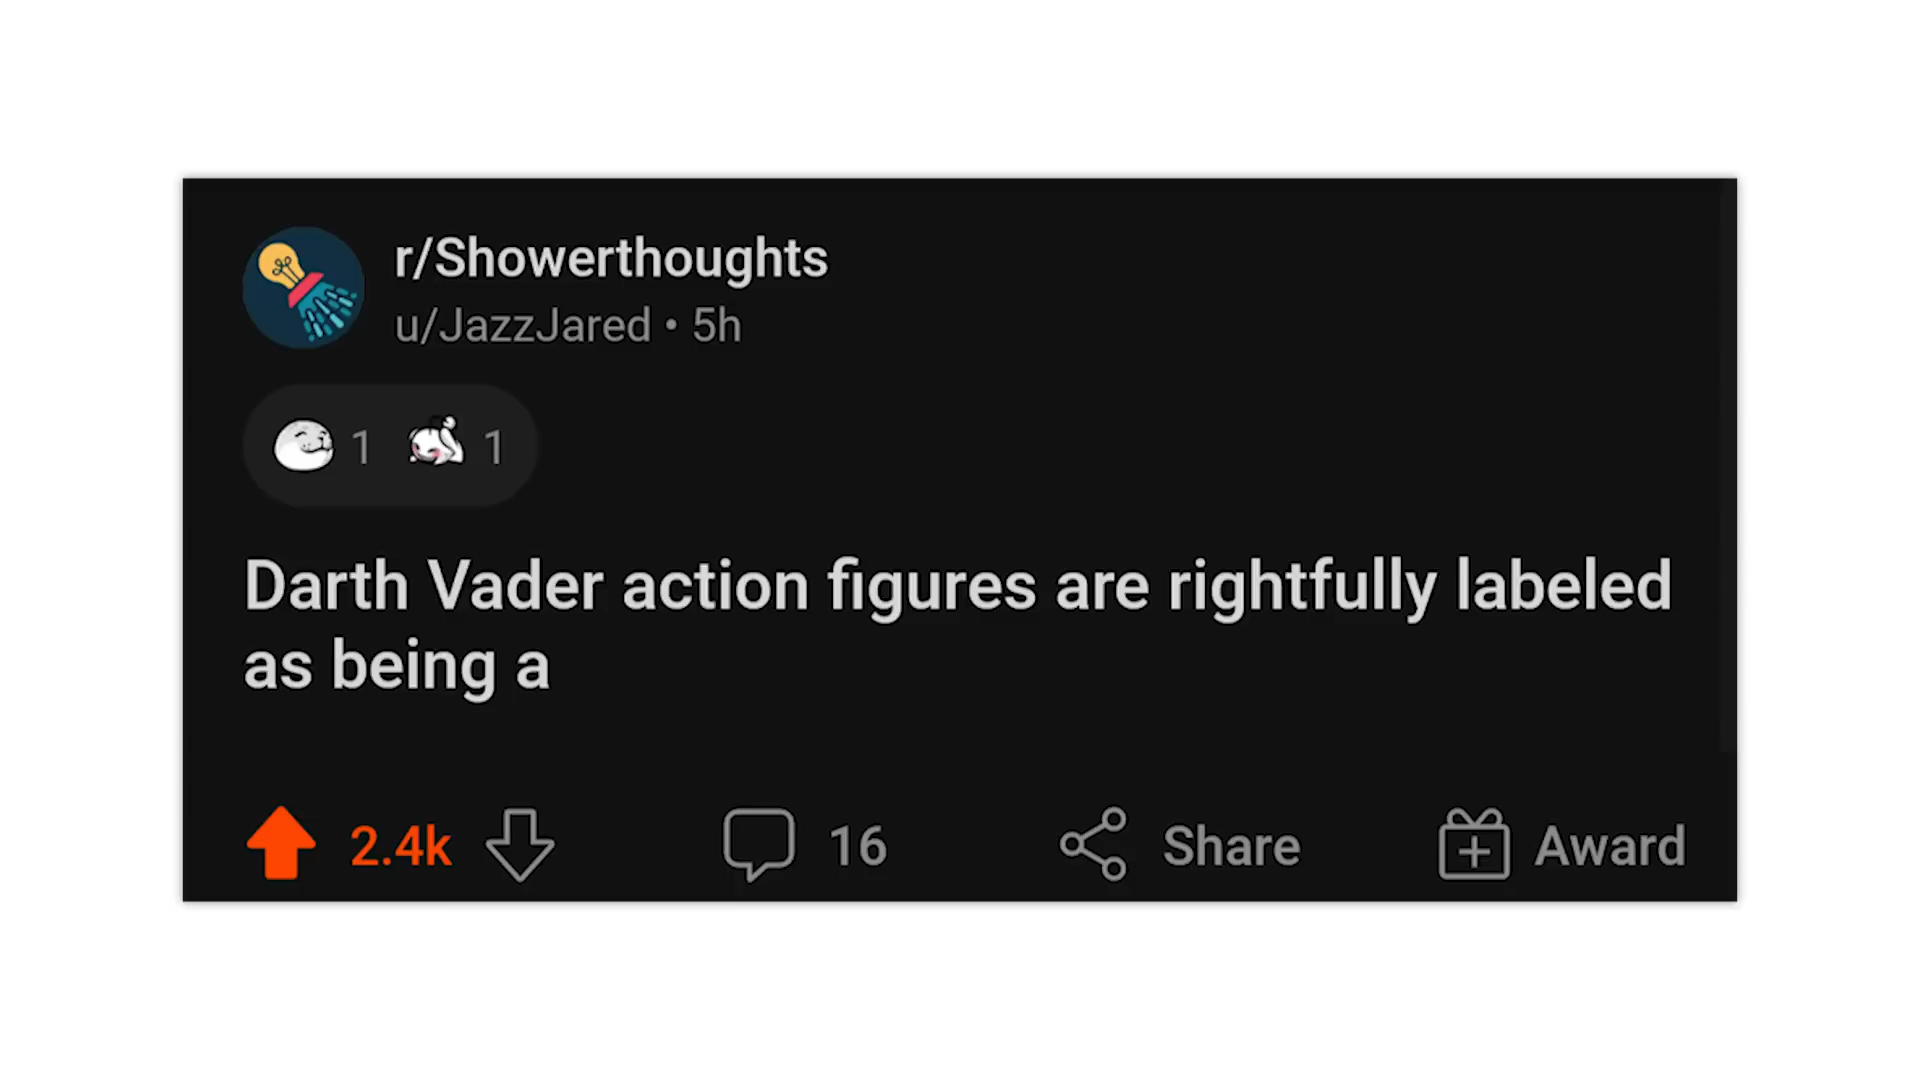 r/Showerthoughts
u/JazzJared • 5h
1 1
Darth Vader action figures are rightfully labeled
as being a
2.4k 16 Share Award